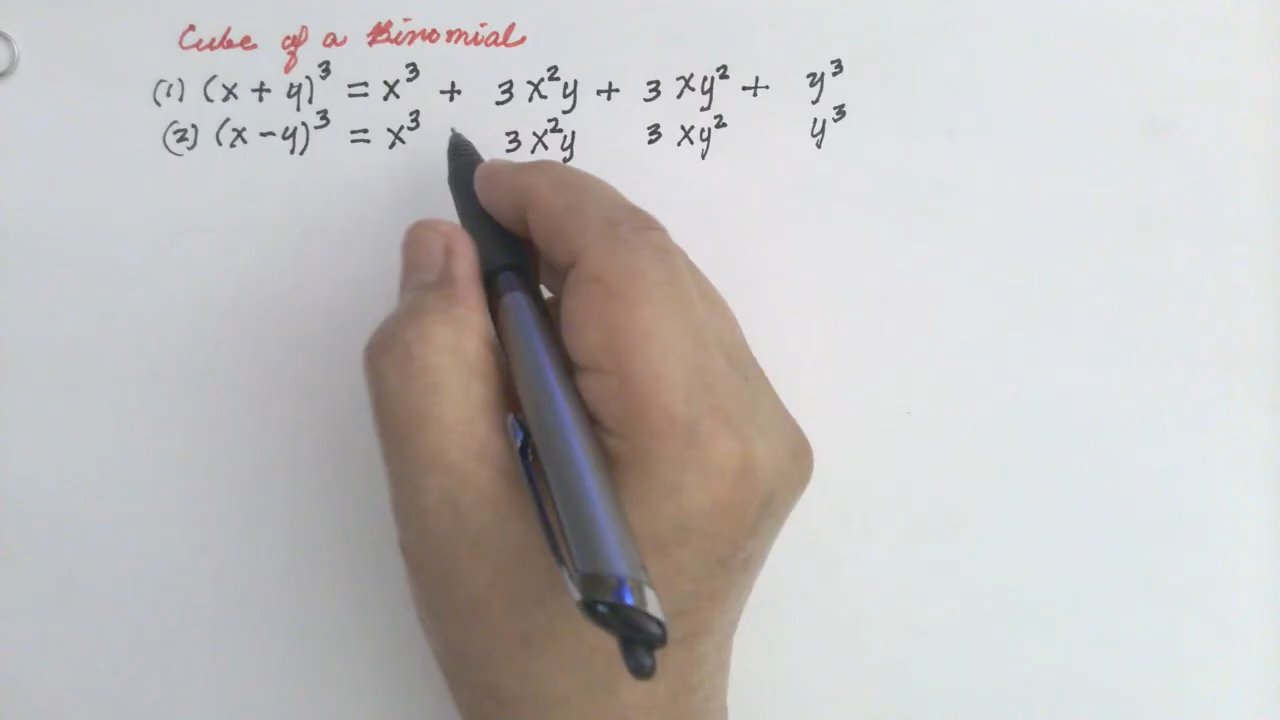 Cube of a Binomial
(1) (x + y)³ = x³ + 3x²y + 3xy² + y³
(2) (x - y)³ = x³ 3x²y 3xy² y³